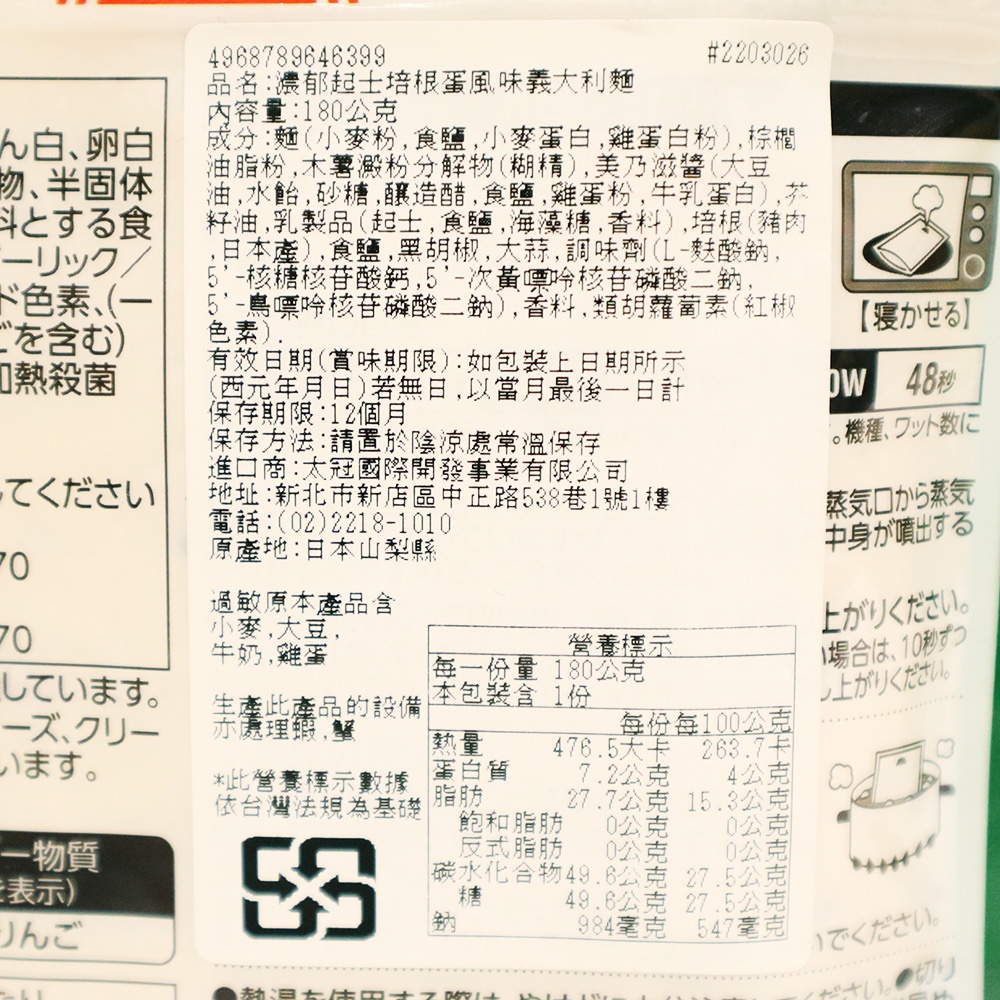 4968789646399
#2203026
品名:濃郁起士培根蛋風味義大利麵
內容量:180公克
成分:麵(小麥粉,食鹽,小麥蛋白,雞蛋白粉),棕櫚
油脂粉,木薯澱粉分解物(糊精),美乃滋醬(大豆
油,水飴,砂糖,釀造醋,食鹽,雞蛋粉,牛乳蛋白),芥
籽油,乳製品(起士,食鹽,海藻糖,香料),培根(豬肉
,日本產),食鹽,黑胡椒,大蒜,調味劑(L-麩酸鈉,
5'-核糖核苷酸鈣,5'-次黃嘌呤核苷磷酸二鈉,
5'-鳥嘌呤核苷磷酸二鈉),香料,類胡蘿蔔素(紅椒
色素).
有效日期(賞味期限):如包裝上日期所示
(西元年月日)若無日,以當月最後一日計
保存期限:12個月
保存方法:請置於陰涼處常溫保存
進口商:太冠國際開發事業有限公司
地址:新北市新店區中正路538巷1號1樓
電話:(02)2218-1010
原產地:日本山梨縣
過敏原本產品含
小麥,大豆,
牛奶,雞蛋
生產此產品的設備
亦處理蝦,蟹
*此營養標示數據
依台灣法規為基礎
營養標示
每一份量 180公克
本包裝含 1份
每份每100公克
熱量 476.5大卡 263.7卡
蛋白質 7.2公克 4公克
脂肪 27.7公克 15.3公克
飽和脂肪 0公克 0公克
反式脂肪 0公克 0公克
碳水化合物49.6公克 27.5公克
糖 49.6公克 27.5公克
鈉 984毫克 547毫克
ん白、卵白
物、半固体
料とする食
ーリック/
ド色素、(一
ごを含む)
加熱殺菌
してください
70
70
しています。
ーズ、クリー
います。
ー物質
を表示)
りんご
【寝かせる】
0W 48秒
。機種、ワット数に
蒸気口から蒸気
中身が噴出する
上がりください。
場合は、10秒ずつ
し上がりください。
いでください。
●切り